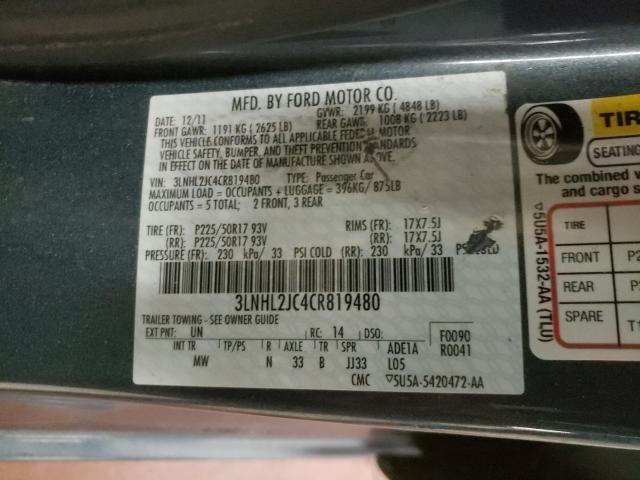 MFD. BY FORD MOTOR CO.
DATE: 12/11 GVWR: 2199 KG ( 4848 LB)
FRONT GAWR: 1191 KG ( 2625 LB) REAR GAWR: 1008 KG ( 2223 LB)
THIS VEHICLE CONFORMS TO ALL APPLICABLE FEDERAL MOTOR
VEHICLE SAFETY, BUMPER, AND THEFT PREVENTION STANDARDS
IN EFFECT ON THE DATE OF MANUFACTURE SHOWN ABOVE.
VIN: 3LNHL2JC4CR819480 TYPE: Passenger Car
MAXIMUM LOAD = OCCUPANTS + LUGGAGE = 396KG/ 875LB
OCCUPANTS = 5 TOTAL; 2 FRONT, 3 REAR
TIRE (FR): P225/50R17 93V RIMS (FR): 17X7.5J
(RR): P225/50R17 93V (RR): 17X7.5J
PRESSURE (FR): 230 kPa/ 33 PSI COLD (RR): 230 kPa/ 33
3LNHL2JC4CR819480
TRAILER TOWING - SEE OWNER GUIDE
EXT PNT: UN RC: 14 DSO: F0090
INT TR TP/PS R AXLE TR SPR ADE1A R0041
MW N 33 B JJ33 L05
CMC ▽5U5A-5420472-AA
TIR
SEATING
The combined
and cargo
TIRE
FRONT P2
REAR P
SPARE T1
▽5U5A-1532-AA (TLU)